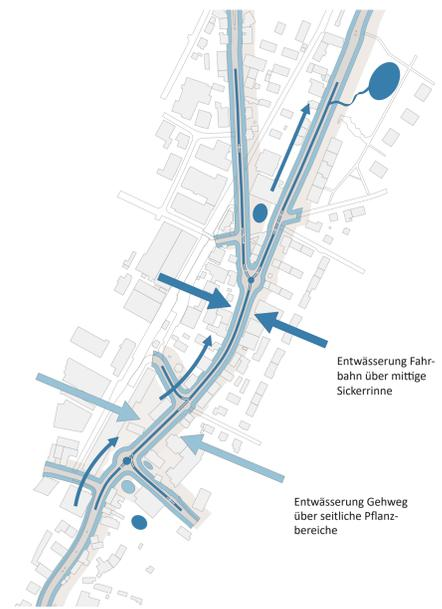 Entwässerung Fahr-
bahn über mittige
Sickerrinne
Entwässerung Gehweg
über seitliche Pflanz-
bereiche